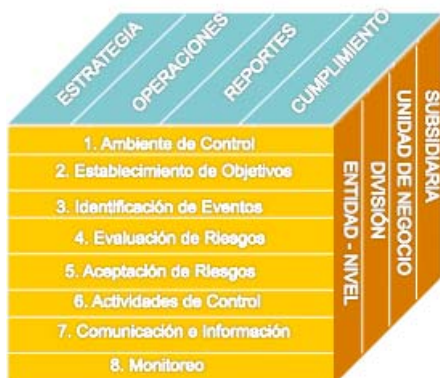 ESTRATEGIA
OPERACIONES
REPORTES
CUMPLIMIENTO
1. Ambiente de Control
2. Establecimiento de Objetivos
3. Identificación de Eventos
4. Evaluación de Riesgos
5. Aceptación de Riesgos
6. Actividades de Control
7. Comunicación e Información
8. Monitoreo
ENTIDAD - NIVEL
DIVISIÓN
UNIDAD DE NEGOCIO
SUBSIDIARIA